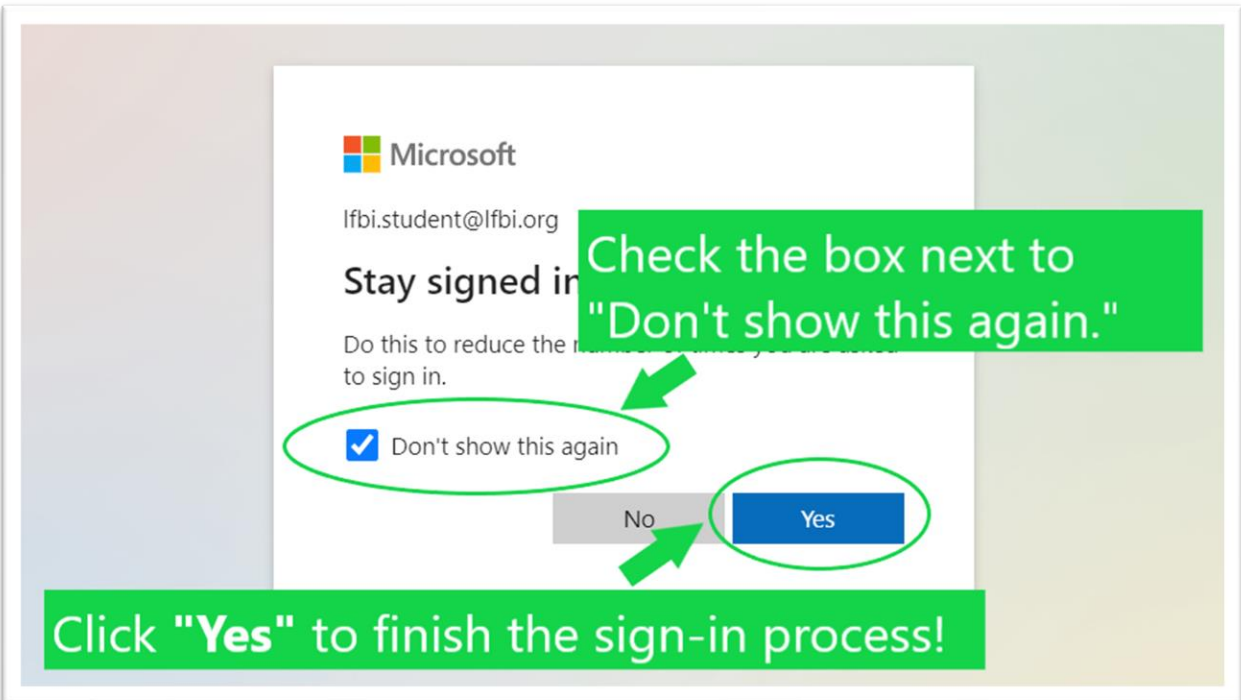 Microsoft
lfbi.student@lfbi.org
Stay signed in
Check the box next to
"Don't show this again."
Do this to reduce the
to sign in.
Don't show this again
No
Yes
Click "Yes" to finish the sign-in process!